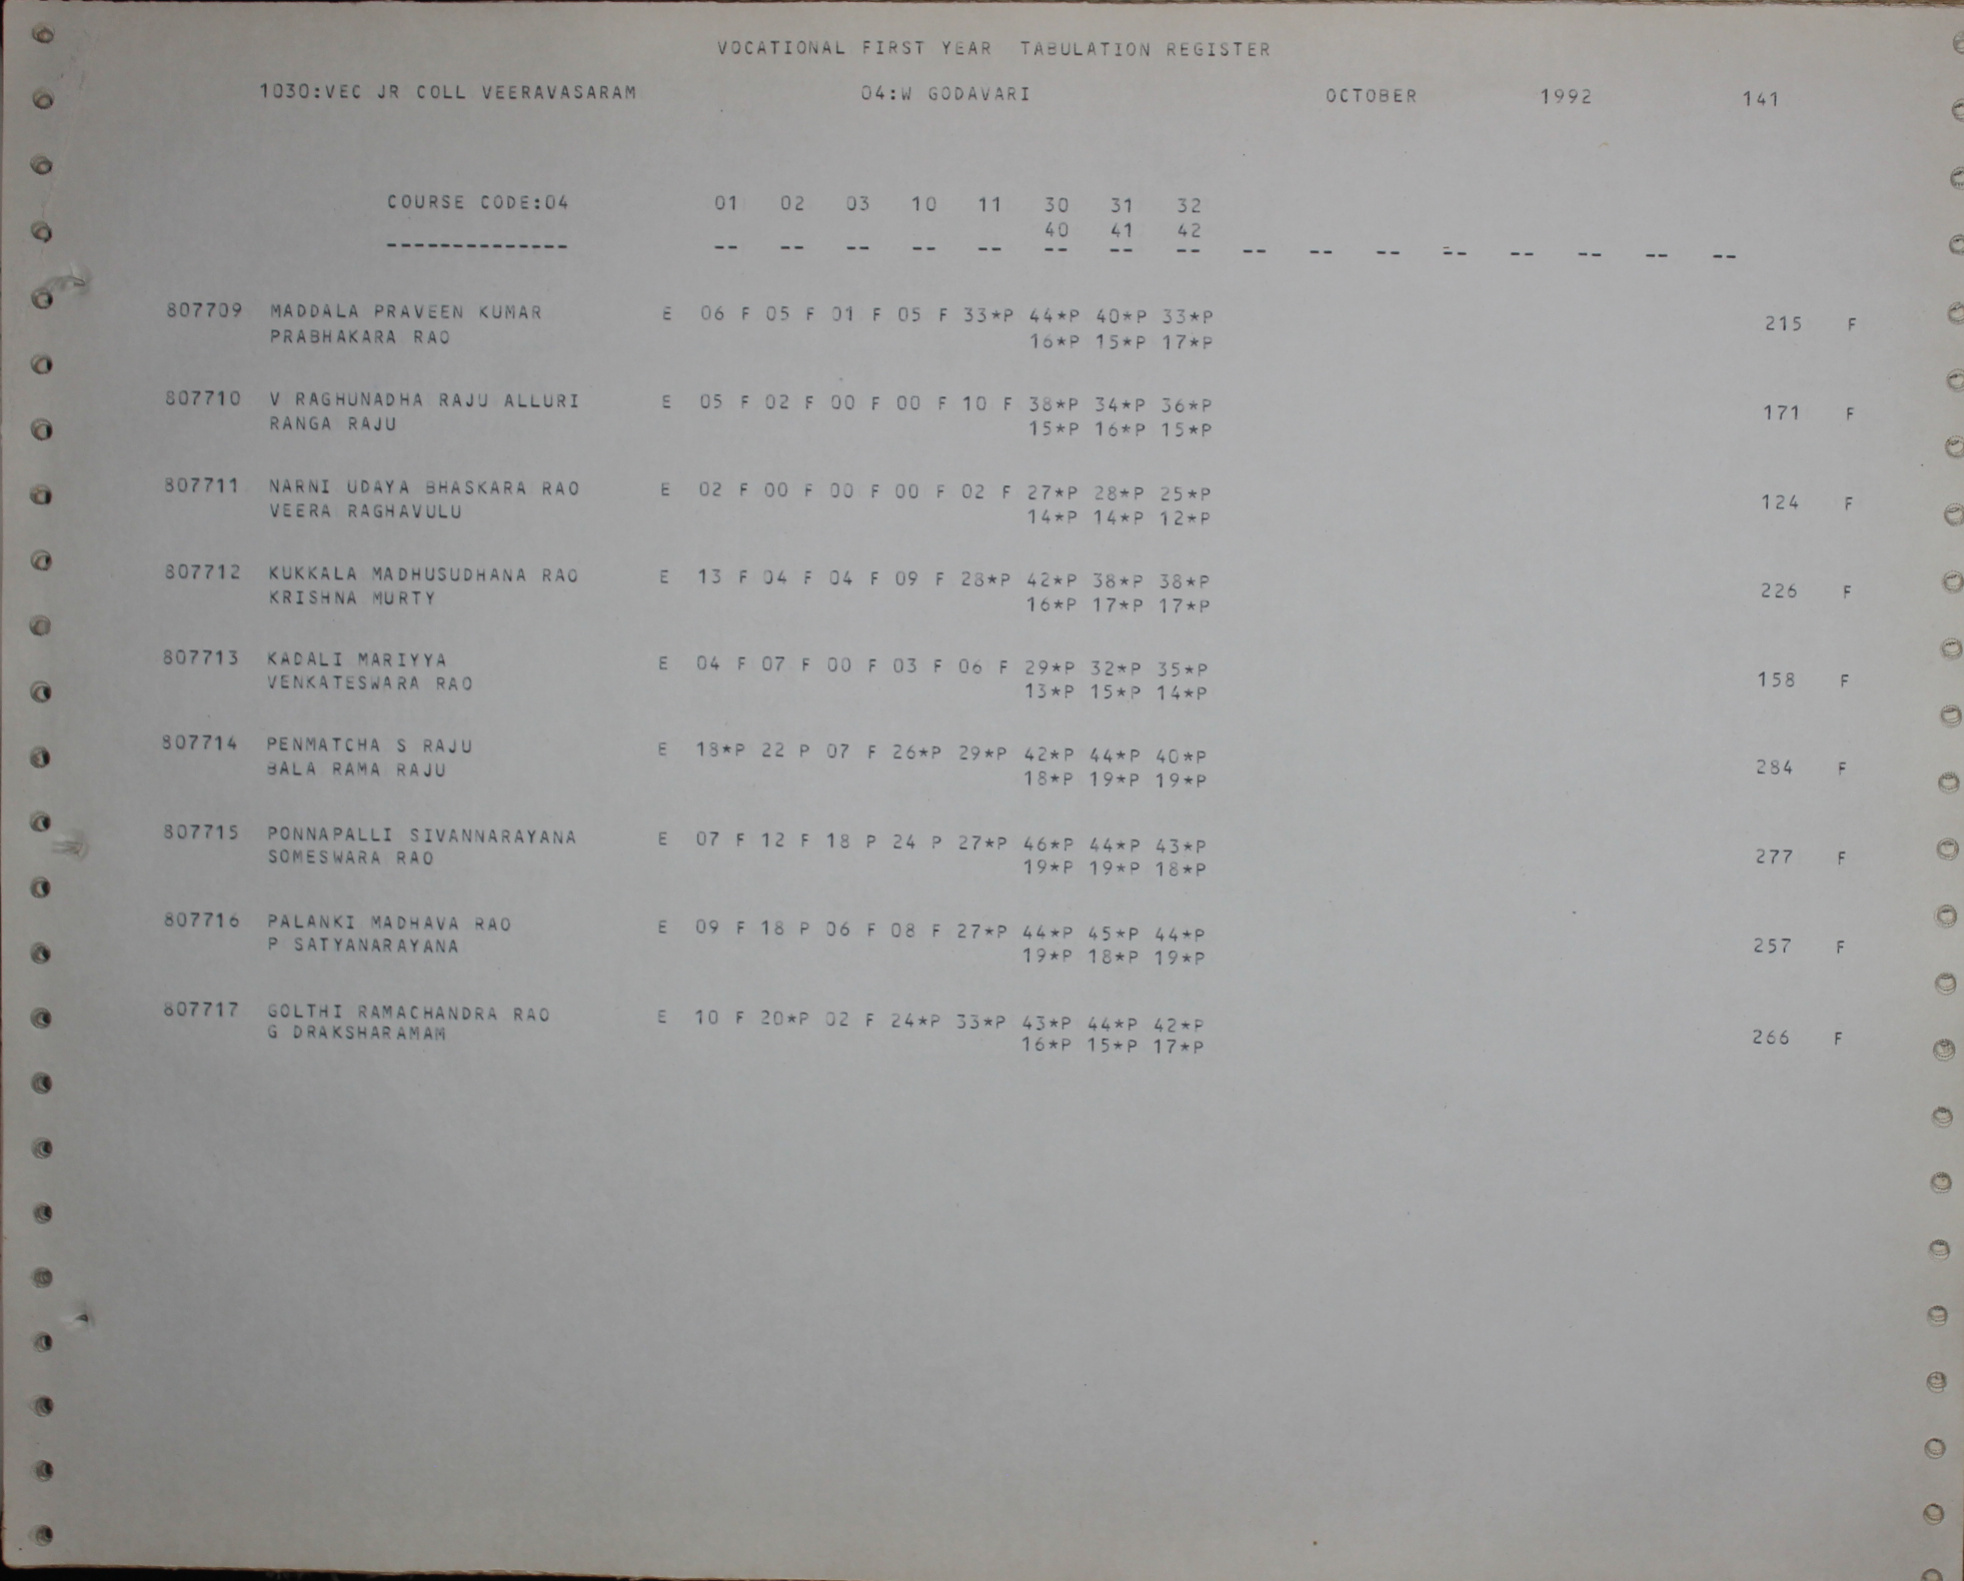 VOCATIONAL FIRST YEAR TABULATION REGISTER
1030:VEC JR COLL VEERAVASARAM 04:W GODAVARI OCTOBER 1992 141
COURSE CODE:04 01 02 03 10 11 30 31 32
40 41 42
-------------- -- -- -- -- -- -- -- -- -- -- -- -- -- -- -- --
807709 MADDALA PRAVEEN KUMAR E 06 F 05 F 01 F 05 F 33*P 44*P 40*P 33*P 215 F
PRABHAKARA RAO 16*P 15*P 17*P
807710 V RAGHUNADHA RAJU ALLURI E 05 F 02 F 00 F 00 F 10 F 38*P 34*P 36*P 171 F
RANGA RAJU 15*P 16*P 15*P
807711 NARNI UDAYA BHASKARA RAO E 02 F 00 F 00 F 00 F 02 F 27*P 28*P 25*P 124 F
VEERA RAGHAVULU 14*P 14*P 12*P
807712 KUKKALA MADHUSUDHANA RAO E 13 F 04 F 04 F 09 F 28*P 42*P 38*P 38*P 226 F
KRISHNA MURTY 16*P 17*P 17*P
807713 KADALI MARIYYA E 04 F 07 F 00 F 03 F 06 F 29*P 32*P 35*P 158 F
VENKATESWARA RAO 13*P 15*P 14*P
807714 PENMATCHA S RAJU E 18*P 22 P 07 F 26*P 29*P 42*P 44*P 40*P 284 F
BALA RAMA RAJU 18*P 19*P 19*P
807715 PONNAPALLI SIVANNARAYANA E 07 F 12 F 18 P 24 P 27*P 46*P 44*P 43*P 277 F
SOMESWARA RAO 19*P 19*P 18*P
807716 PALANKI MADHAVA RAO E 09 F 18 P 06 F 08 F 27*P 44*P 45*P 44*P 257 F
P SATYANARAYANA 19*P 18*P 19*P
807717 GOLTHI RAMACHANDRA RAO E 10 F 20*P 02 F 24*P 33*P 43*P 44*P 42*P 266 F
G DRAKSHARAMAM 16*P 15*P 17*P